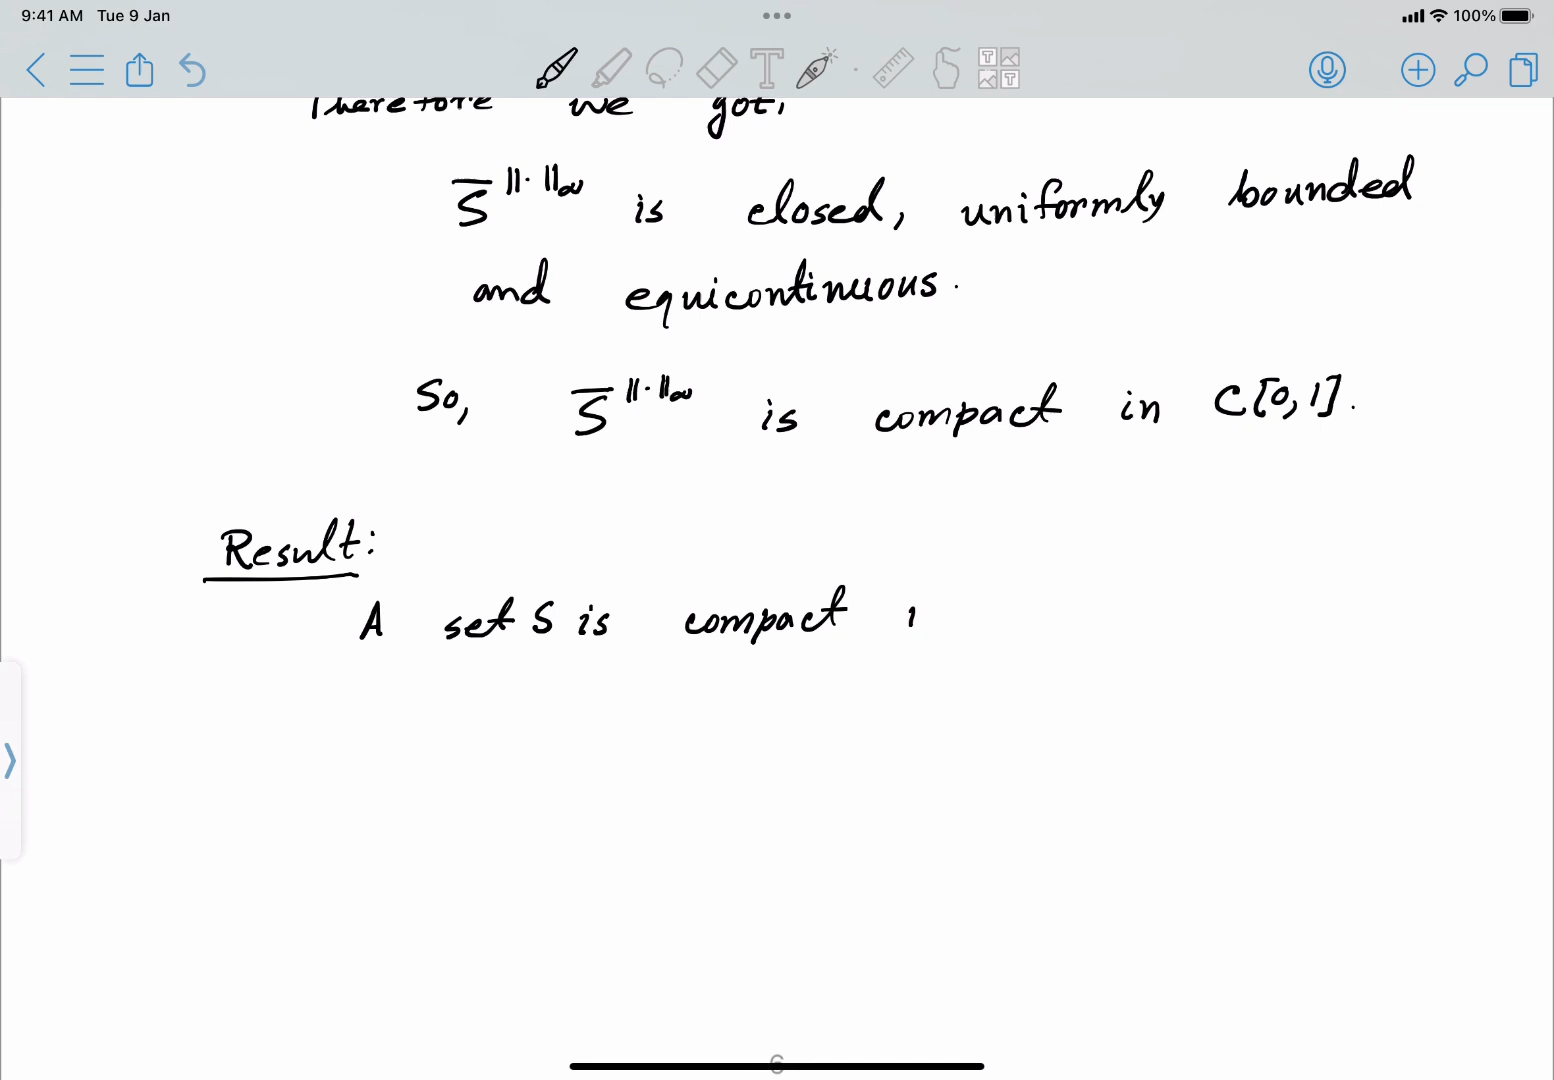 9:41 AM Tue 9 Jan
100%
Therefore we got,
S̅ ||·||∞ is closed, uniformly bounded
and equicontinuous.
So, S̅ ||·||∞ is compact in C[0,1].
Result:
A set S is compact
6